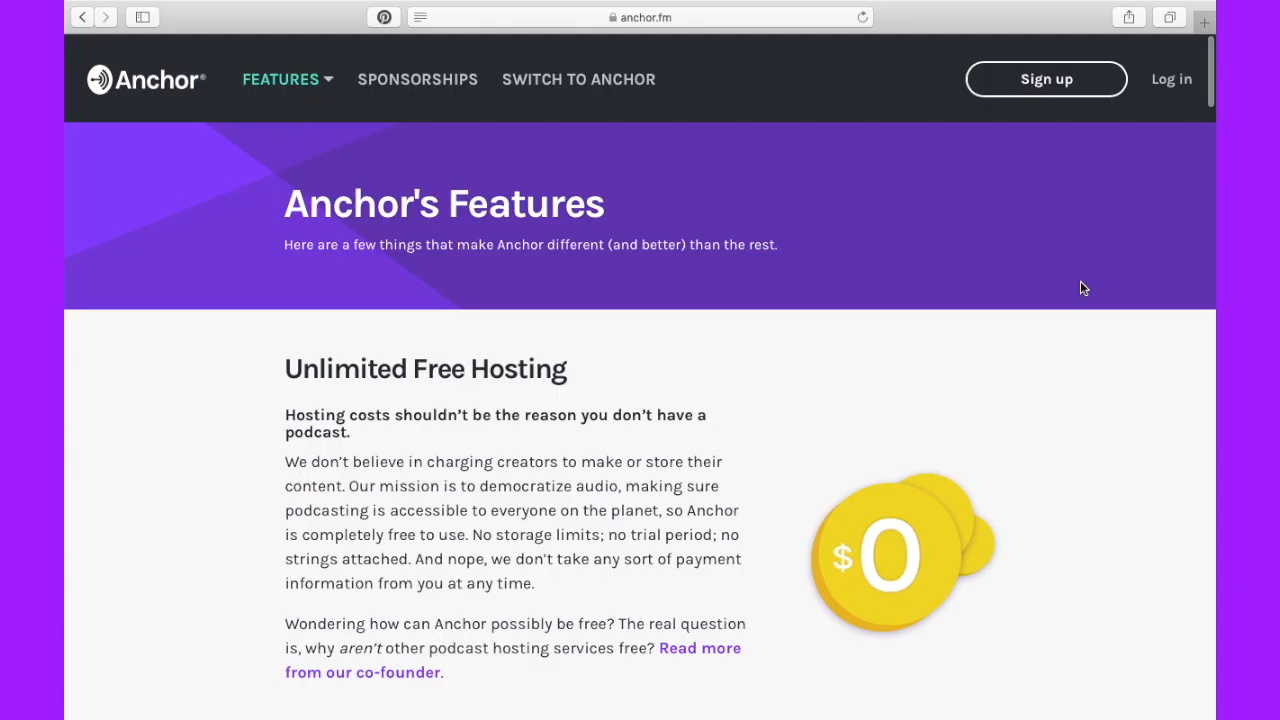 anchor.fm
Anchor®
FEATURES
SPONSORSHIPS
SWITCH TO ANCHOR
Sign up
Log in
Anchor's Features
Here are a few things that make Anchor different (and better) than the rest.
Unlimited Free Hosting
Hosting costs shouldn’t be the reason you don’t have a
podcast.
We don’t believe in charging creators to make or store their
content. Our mission is to democratize audio, making sure
podcasting is accessible to everyone on the planet, so Anchor
is completely free to use. No storage limits; no trial period; no
strings attached. And nope, we don’t take any sort of payment
information from you at any time.
$0
Wondering how can Anchor possibly be free? The real question
is, why aren’t other podcast hosting services free? Read more
from our co-founder.